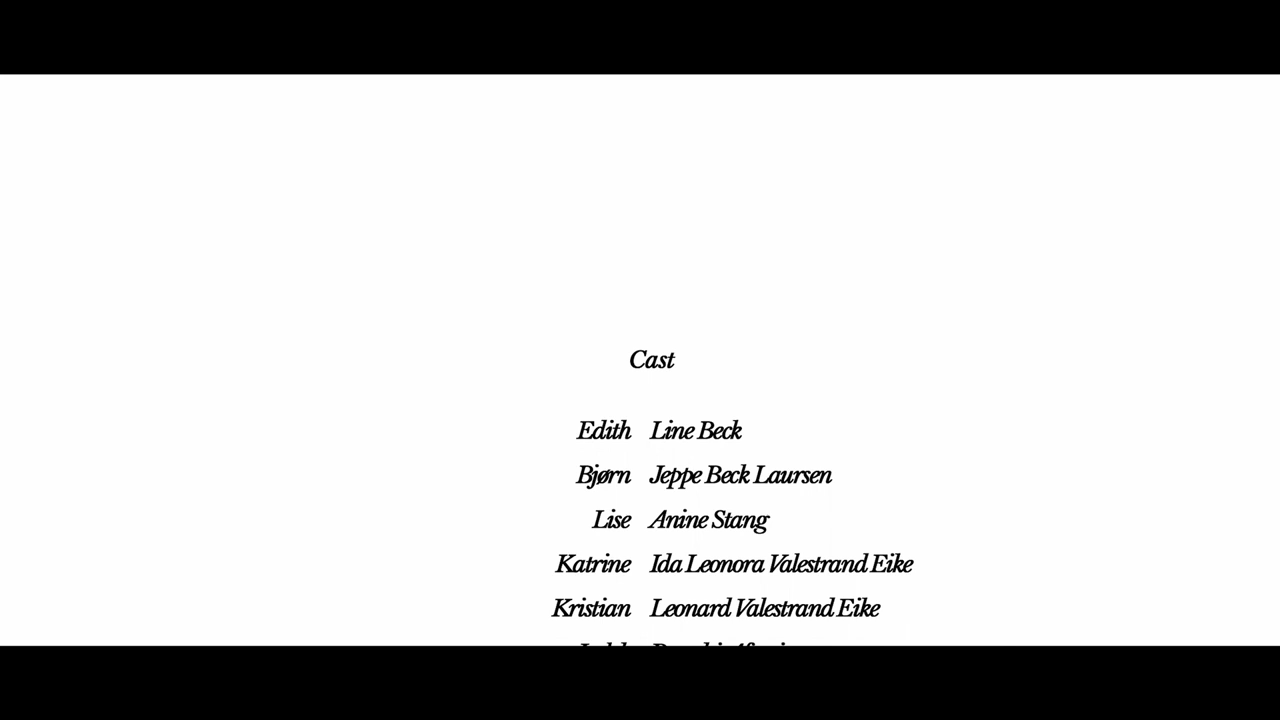 Cast
Edith Line Beck
Bjørn Jeppe Beck Laursen
Lise Anine Stang
Katrine Ida Leonora Valestrand Eike
Kristian Leonard Valestrand Eike